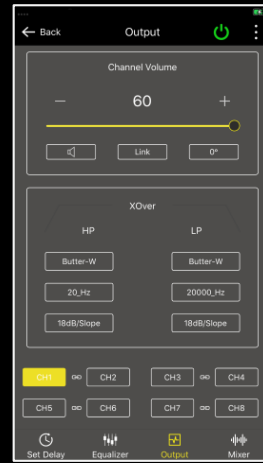 ← Back Output
Channel Volume
− 60 +
Link 0°
XOver
HP LP
Butter-W Butter-W
20_Hz 20000_Hz
18dB/Slope 18dB/Slope
CH1 CH2 CH3 CH4
CH5 CH6 CH7 CH8
Set Delay Equalizer Output Mixer